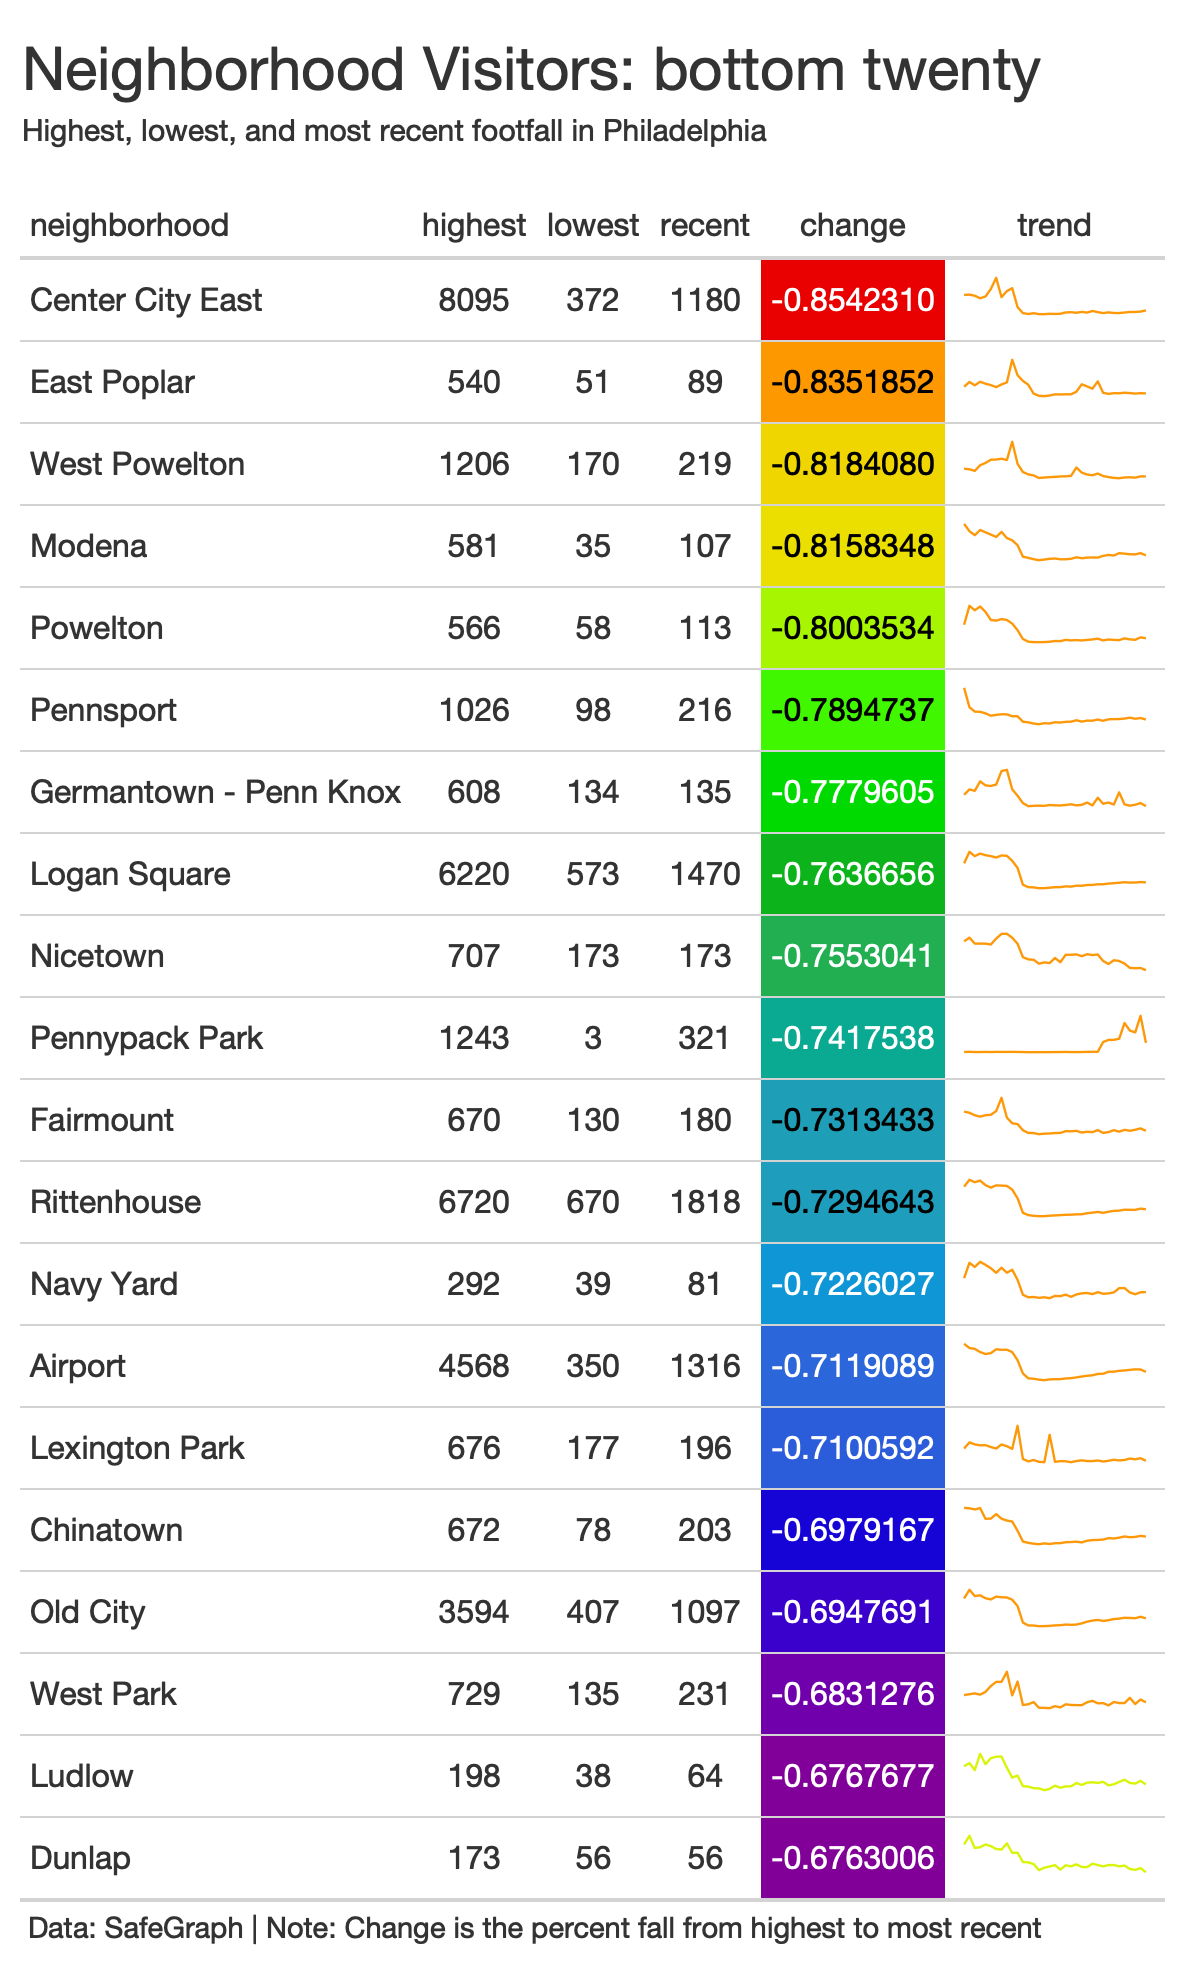 Neighborhood Visitors: bottom twenty
Highest, lowest, and most recent footfall in Philadelphia
neighborhood highest lowest recent change trend
Center City East 8095 372 1180 -0.8542310
East Poplar 540 51 89 -0.8351852
West Powelton 1206 170 219 -0.8184080
Modena 581 35 107 -0.8158348
Powelton 566 58 113 -0.8003534
Pennsport 1026 98 216 -0.7894737
Germantown - Penn Knox 608 134 135 -0.7779605
Logan Square 6220 573 1470 -0.7636656
Nicetown 707 173 173 -0.7553041
Pennypack Park 1243 3 321 -0.7417538
Fairmount 670 130 180 -0.7313433
Rittenhouse 6720 670 1818 -0.7294643
Navy Yard 292 39 81 -0.7226027
Airport 4568 350 1316 -0.7119089
Lexington Park 676 177 196 -0.7100592
Chinatown 672 78 203 -0.6979167
Old City 3594 407 1097 -0.6947691
West Park 729 135 231 -0.6831276
Ludlow 198 38 64 -0.6767677
Dunlap 173 56 56 -0.6763006
Data: SafeGraph | Note: Change is the percent fall from highest to most recent